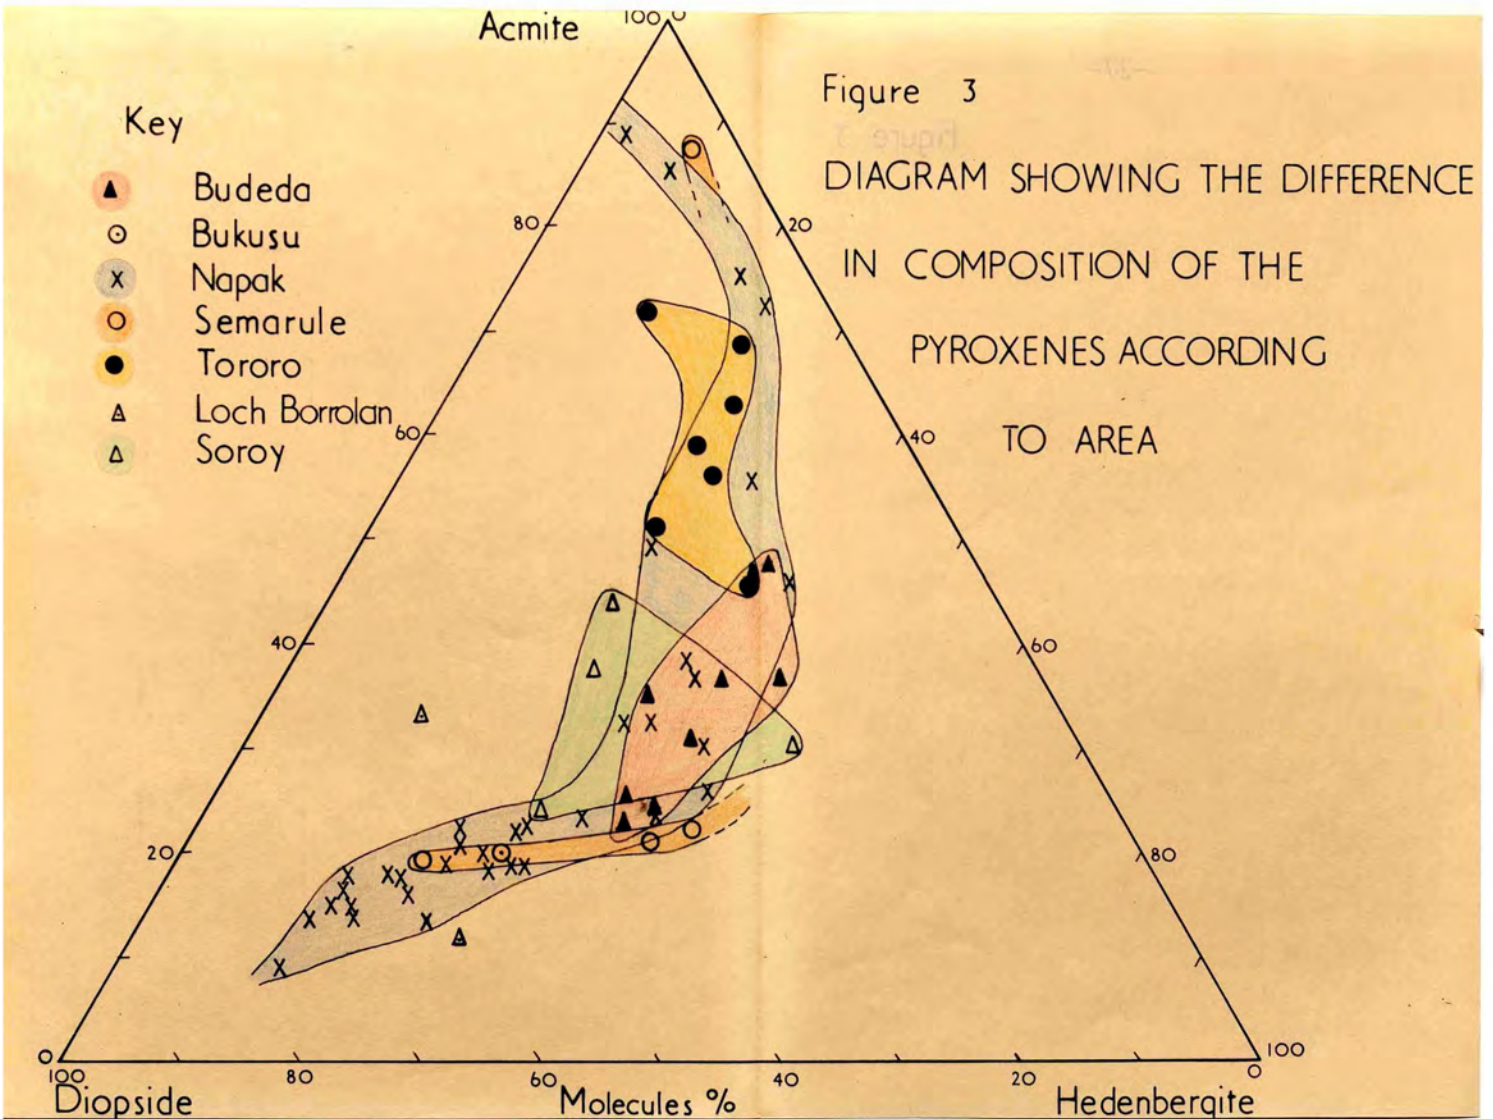 Acmite
100 0
Figure 3
Key
DIAGRAM SHOWING THE DIFFERENCE
IN COMPOSITION OF THE
PYROXENES ACCORDING
TO AREA
Budeda
Bukusu
Napak
Semarule
Tororo
Loch Borrolan
Soroy
80
20
60
40
40
60
20
80
0
100
100
80
60
40
20
0
Diopside
Molecules %
Hedenbergite